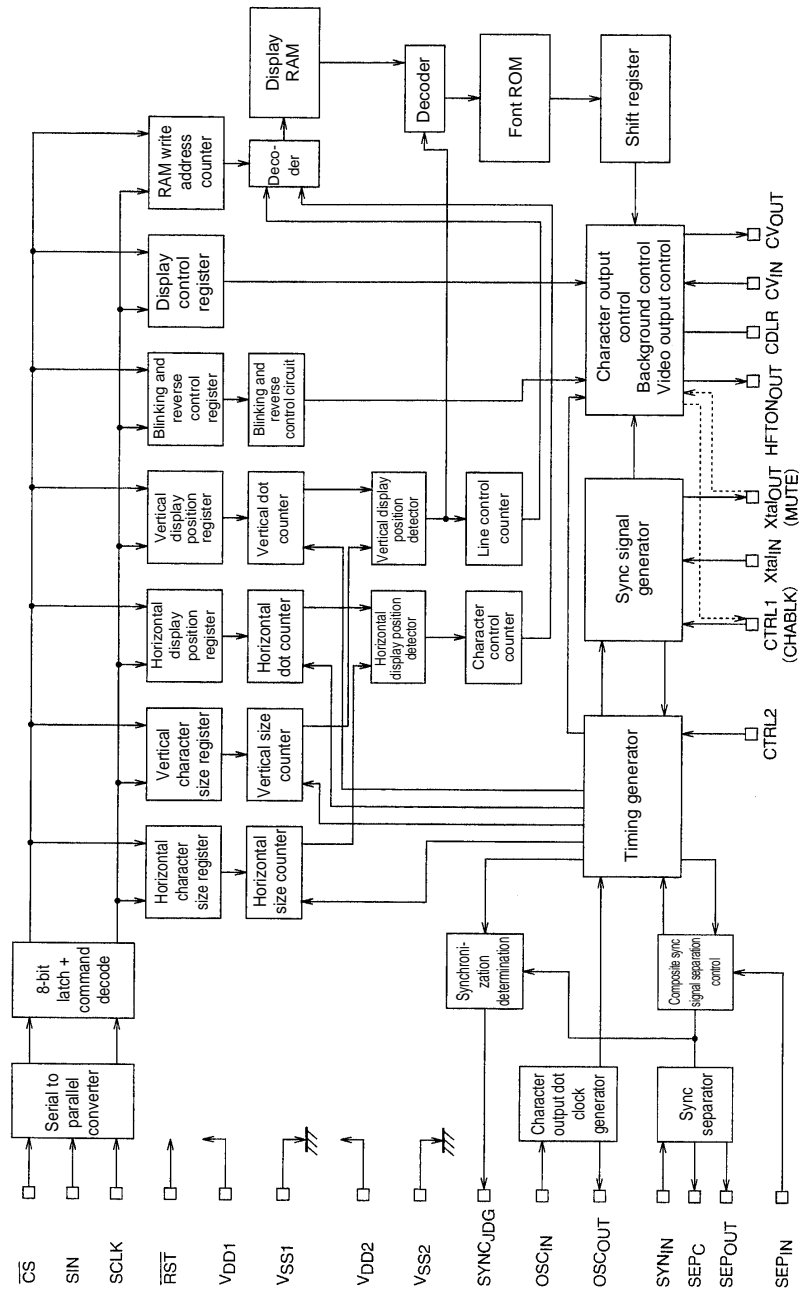 CS
SIN
SCLK
RST
VDD1
VSS1
VDD2
VSS2
SYNCJDG
OSCIN
OSCOUT
SYNIN
SEPC
SEPOUT
SEPIN
Serial to
parallel
converter
8-bit
latch +
command
decode
Horizontal
character
size register
Vertical
character
size register
Horizontal
display
position
register
Vertical
display
position
register
Blinking and
reverse
control
register
Display
control
register
RAM write
address
counter
Horizontal
size counter
Vertical size
counter
Horizontal
dot counter
Vertical dot
counter
Blinking and
reverse
control circuit
Deco-
der
Display
RAM
Horizontal
display position
detector
Vertical display
position
detector
Decoder
Character
control
counter
Line control
counter
Font ROM
Shift register
Synchroni-
zation
determination
Character
output dot
clock
generator
Sync
separator
Composite sync
signal separation
control
Timing generator
Sync signal
generator
Character output
control
Background control
Video output control
CTRL2
CTRL1
(CHABLK)
XtalIN
XtalOUT
(MUTE)
HFTONOUT
CDLR
CVIN
CVOUT